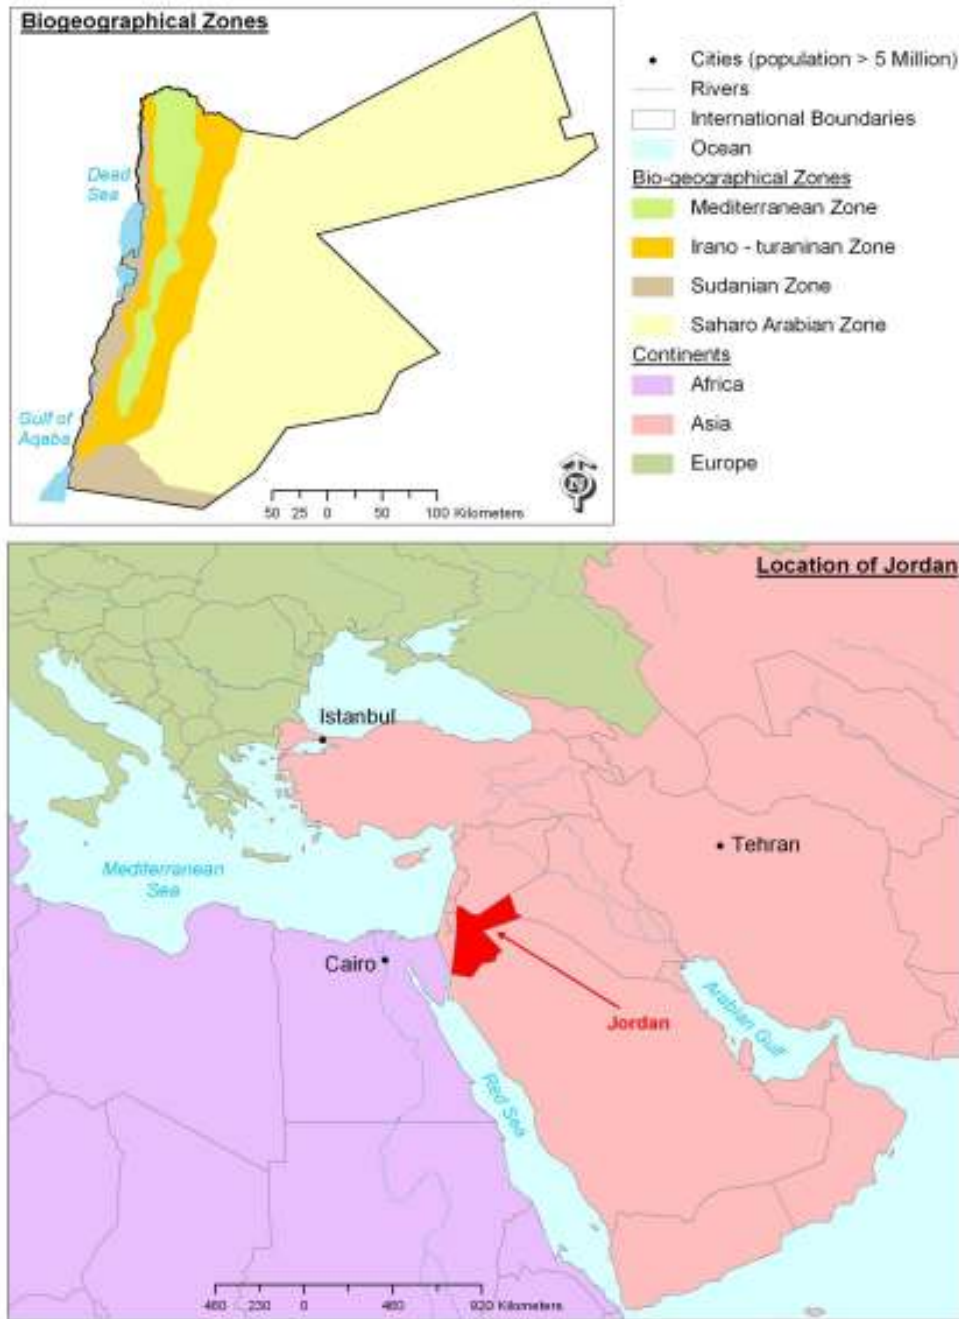 Biogeographical Zones
Dead
Sea
Gulf of
Aqaba
N
50 25 0 50 100 Kilometers
Cities (population > 5 Million)
Rivers
International Boundaries
Ocean
Bio-geographical Zones
Mediterranean Zone
Irano - turaninan Zone
Sudanian Zone
Saharo Arabian Zone
Continents
Africa
Asia
Europe
Location of Jordan
Istanbul
Tehran
Mediterranean
Sea
Cairo
Jordan
Arabian Gulf
Red Sea
460 230 0 460 920 Kilometers